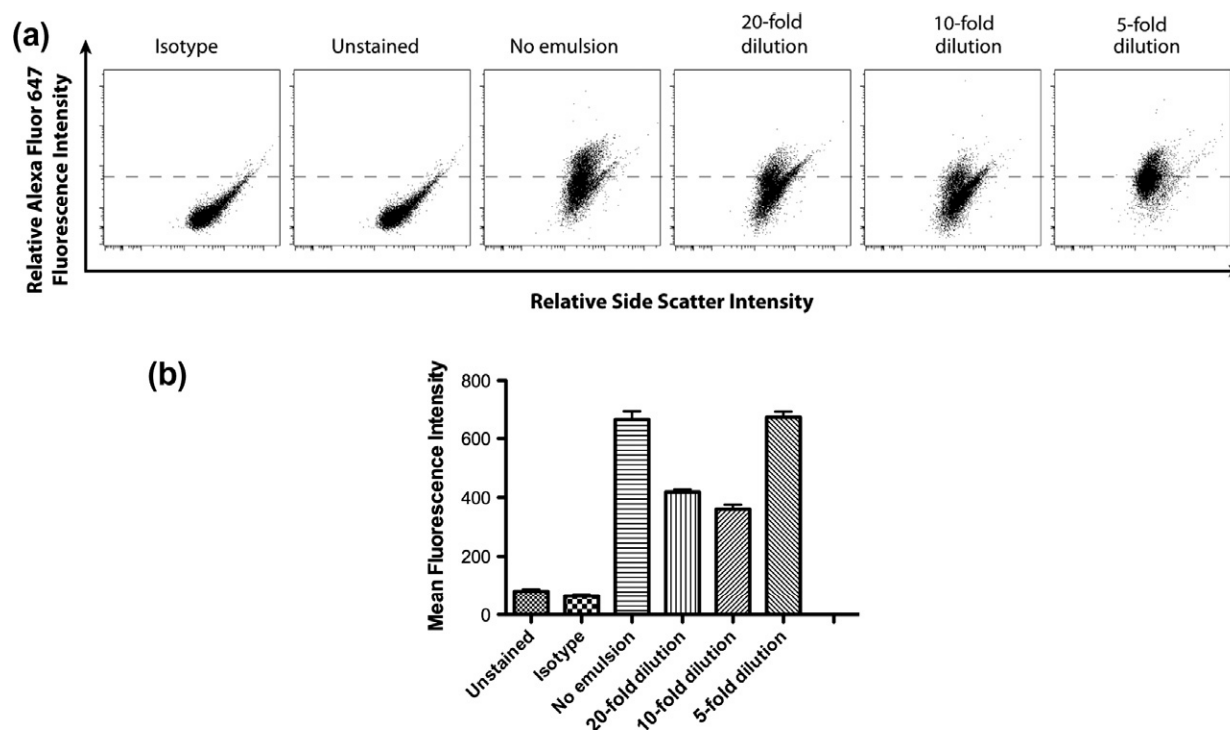 (a)
Isotype
Unstained
No emulsion
20-fold
dilution
10-fold
dilution
5-fold
dilution
Relative Alexa Fluor 647
Fluorescence Intensity
Relative Side Scatter Intensity
(b)
Mean Fluorescence Intensity
800
600
400
200
0
Unstained
Isotype
No emulsion
20-fold dilution
10-fold dilution
5-fold dilution